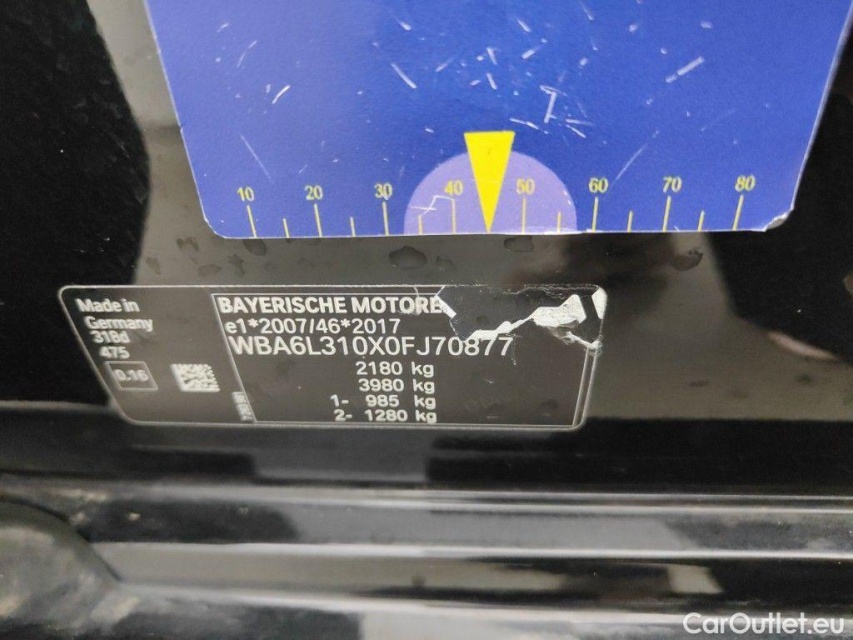 10 20 30 40 50 60 70 80
Made in
Germany
318d
475
0.16
BAYERISCHE MOTORE
e1*2007/46*2017
WBA6L310X0FJ70877
2180 kg
3980 kg
1- 985 kg
2- 1280 kg
CarOutlet.eu